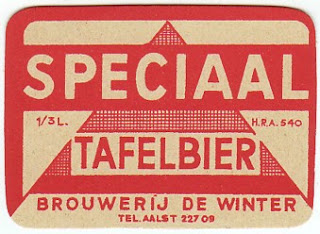 SPECIAAL
1/3 L. H.R.A. 540
TAFELBIER
BROUWERIJ DE WINTER
TEL. AALST 227 09